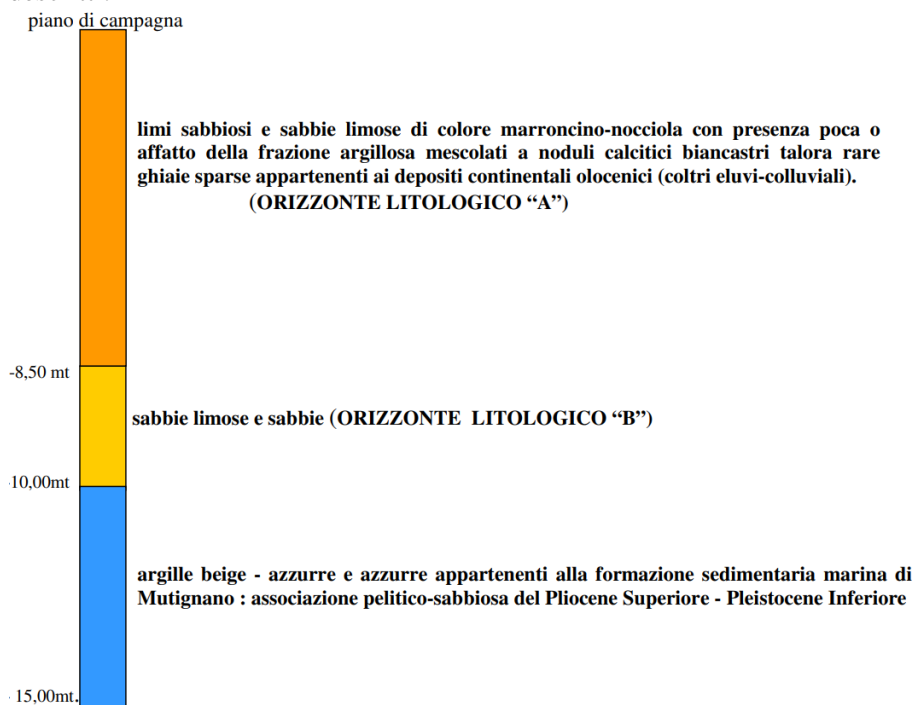 piano di campagna
limi sabbiosi e sabbie limose di colore marroncino-nocciola con presenza poca o
affatto della frazione argillosa mescolati a noduli calcitici biancastri talora rare
ghiaie sparse appartenenti ai depositi continentali olocenici (coltri eluvi-colluviali).
(ORIZZONTE LITOLOGICO “A”)
-8,50 mt
sabbie limose e sabbie (ORIZZONTE LITOLOGICO “B”)
-10,00mt
argille beige - azzurre e azzurre appartenenti alla formazione sedimentaria marina di
Mutignano : associazione pelitico-sabbiosa del Pliocene Superiore - Pleistocene Inferiore
- 15,00mt.